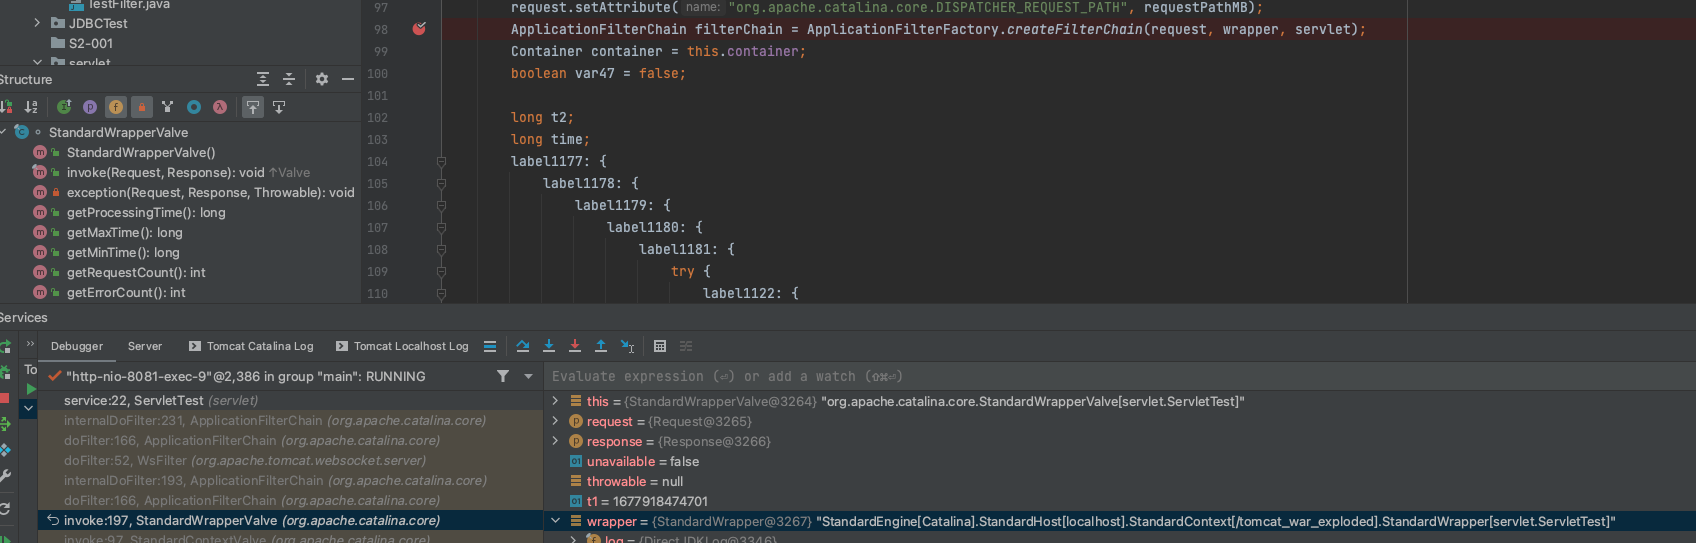 TestFilter.java
JDBCTest
S2-001
servlet
Structure
StandardWrapperValve
StandardWrapperValve()
invoke(Request, Response): void ↑Valve
exception(Request, Response, Throwable): void
getProcessingTime(): long
getMaxTime(): long
getMinTime(): long
getRequestCount(): int
getErrorCount(): int
97 request.setAttribute( name: "org.apache.catalina.core.DISPATCHER_REQUEST_PATH", requestPathMB);
98 ApplicationFilterChain filterChain = ApplicationFilterFactory.createFilterChain(request, wrapper, servlet);
99 Container container = this.container;
100 boolean var47 = false;
101
102 long t2;
103 long time;
104 label1177: {
105 label1178: {
106 label1179: {
107 label1180: {
108 label1181: {
109 try {
110 label1122: {
Services
Debugger Server Tomcat Catalina Log Tomcat Localhost Log
To
"http-nio-8081-exec-9"@2,386 in group "main": RUNNING
service:22, ServletTest (servlet)
internalDoFilter:231, ApplicationFilterChain (org.apache.catalina.core)
doFilter:166, ApplicationFilterChain (org.apache.catalina.core)
doFilter:52, WsFilter (org.apache.tomcat.websocket.server)
internalDoFilter:193, ApplicationFilterChain (org.apache.catalina.core)
doFilter:166, ApplicationFilterChain (org.apache.catalina.core)
invoke:197, StandardWrapperValve (org.apache.catalina.core)
invoke:97, StandardContextValve (org.apache.catalina.core)
Evaluate expression (⏎) or add a watch (⇧⌘⏎)
this = {StandardWrapperValve@3264} "org.apache.catalina.core.StandardWrapperValve[servlet.ServletTest]"
request = {Request@3265}
response = {Response@3266}
unavailable = false
throwable = null
t1 = 1677918474701
wrapper = {StandardWrapper@3267} "StandardEngine[Catalina].StandardHost[localhost].StandardContext[/tomcat_war_exploded].StandardWrapper[servlet.ServletTest]"
log = {DirectJDKLog@3346}